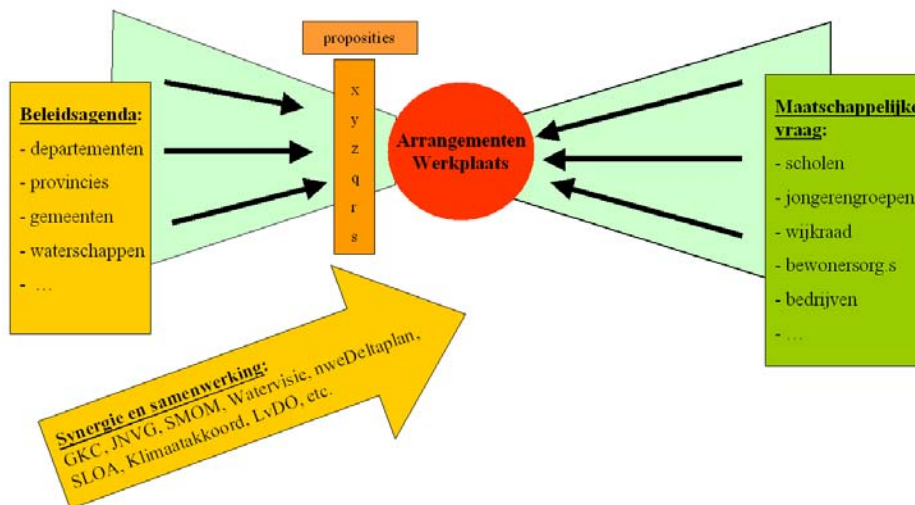 proposities
x
y
z
q
r
s
Beleidsagenda:
- departementen
- provincies
- gemeenten
- waterschappen
- …
Arrangementen
Werkplaats
Maatschappelijke
vraag:
- scholen
- jongerengroepen
- wijkraad
- bewonersorg.s
- bedrijven
- …
Synergie en samenwerking:
GKC, JNVG, SMOM, Watervisie, nweDeltaplan,
SLOA, Klimaatakkoord, LvDO, etc.